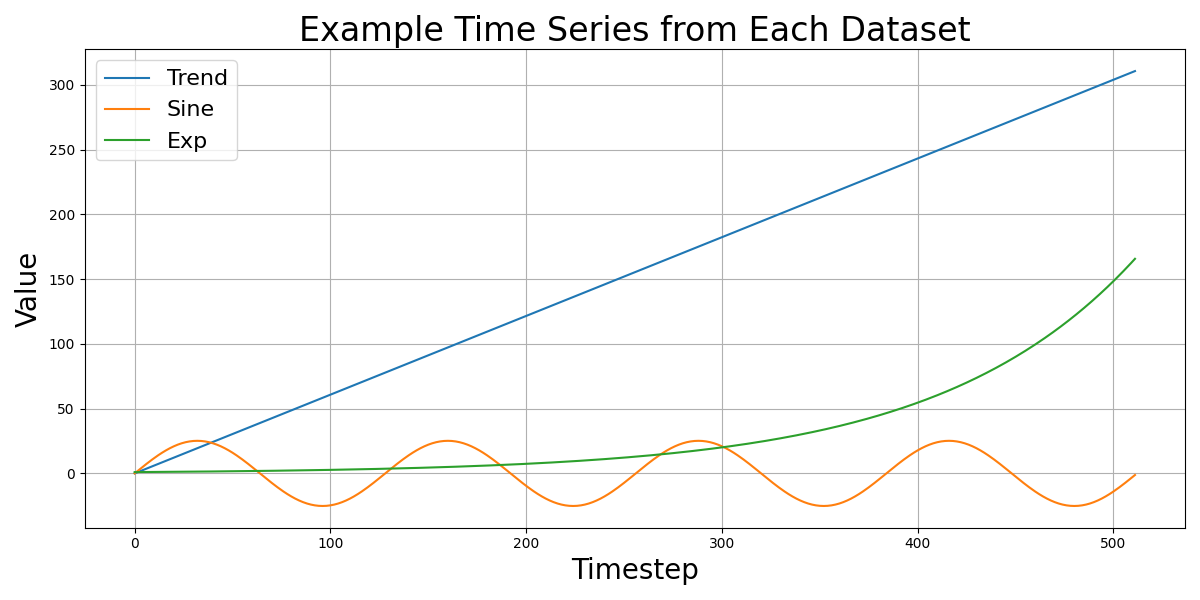 Example Time Series from Each Dataset
Trend
Sine
Exp
Value
300
250
200
150
100
50
0
0 100 200 300 400 500
Timestep